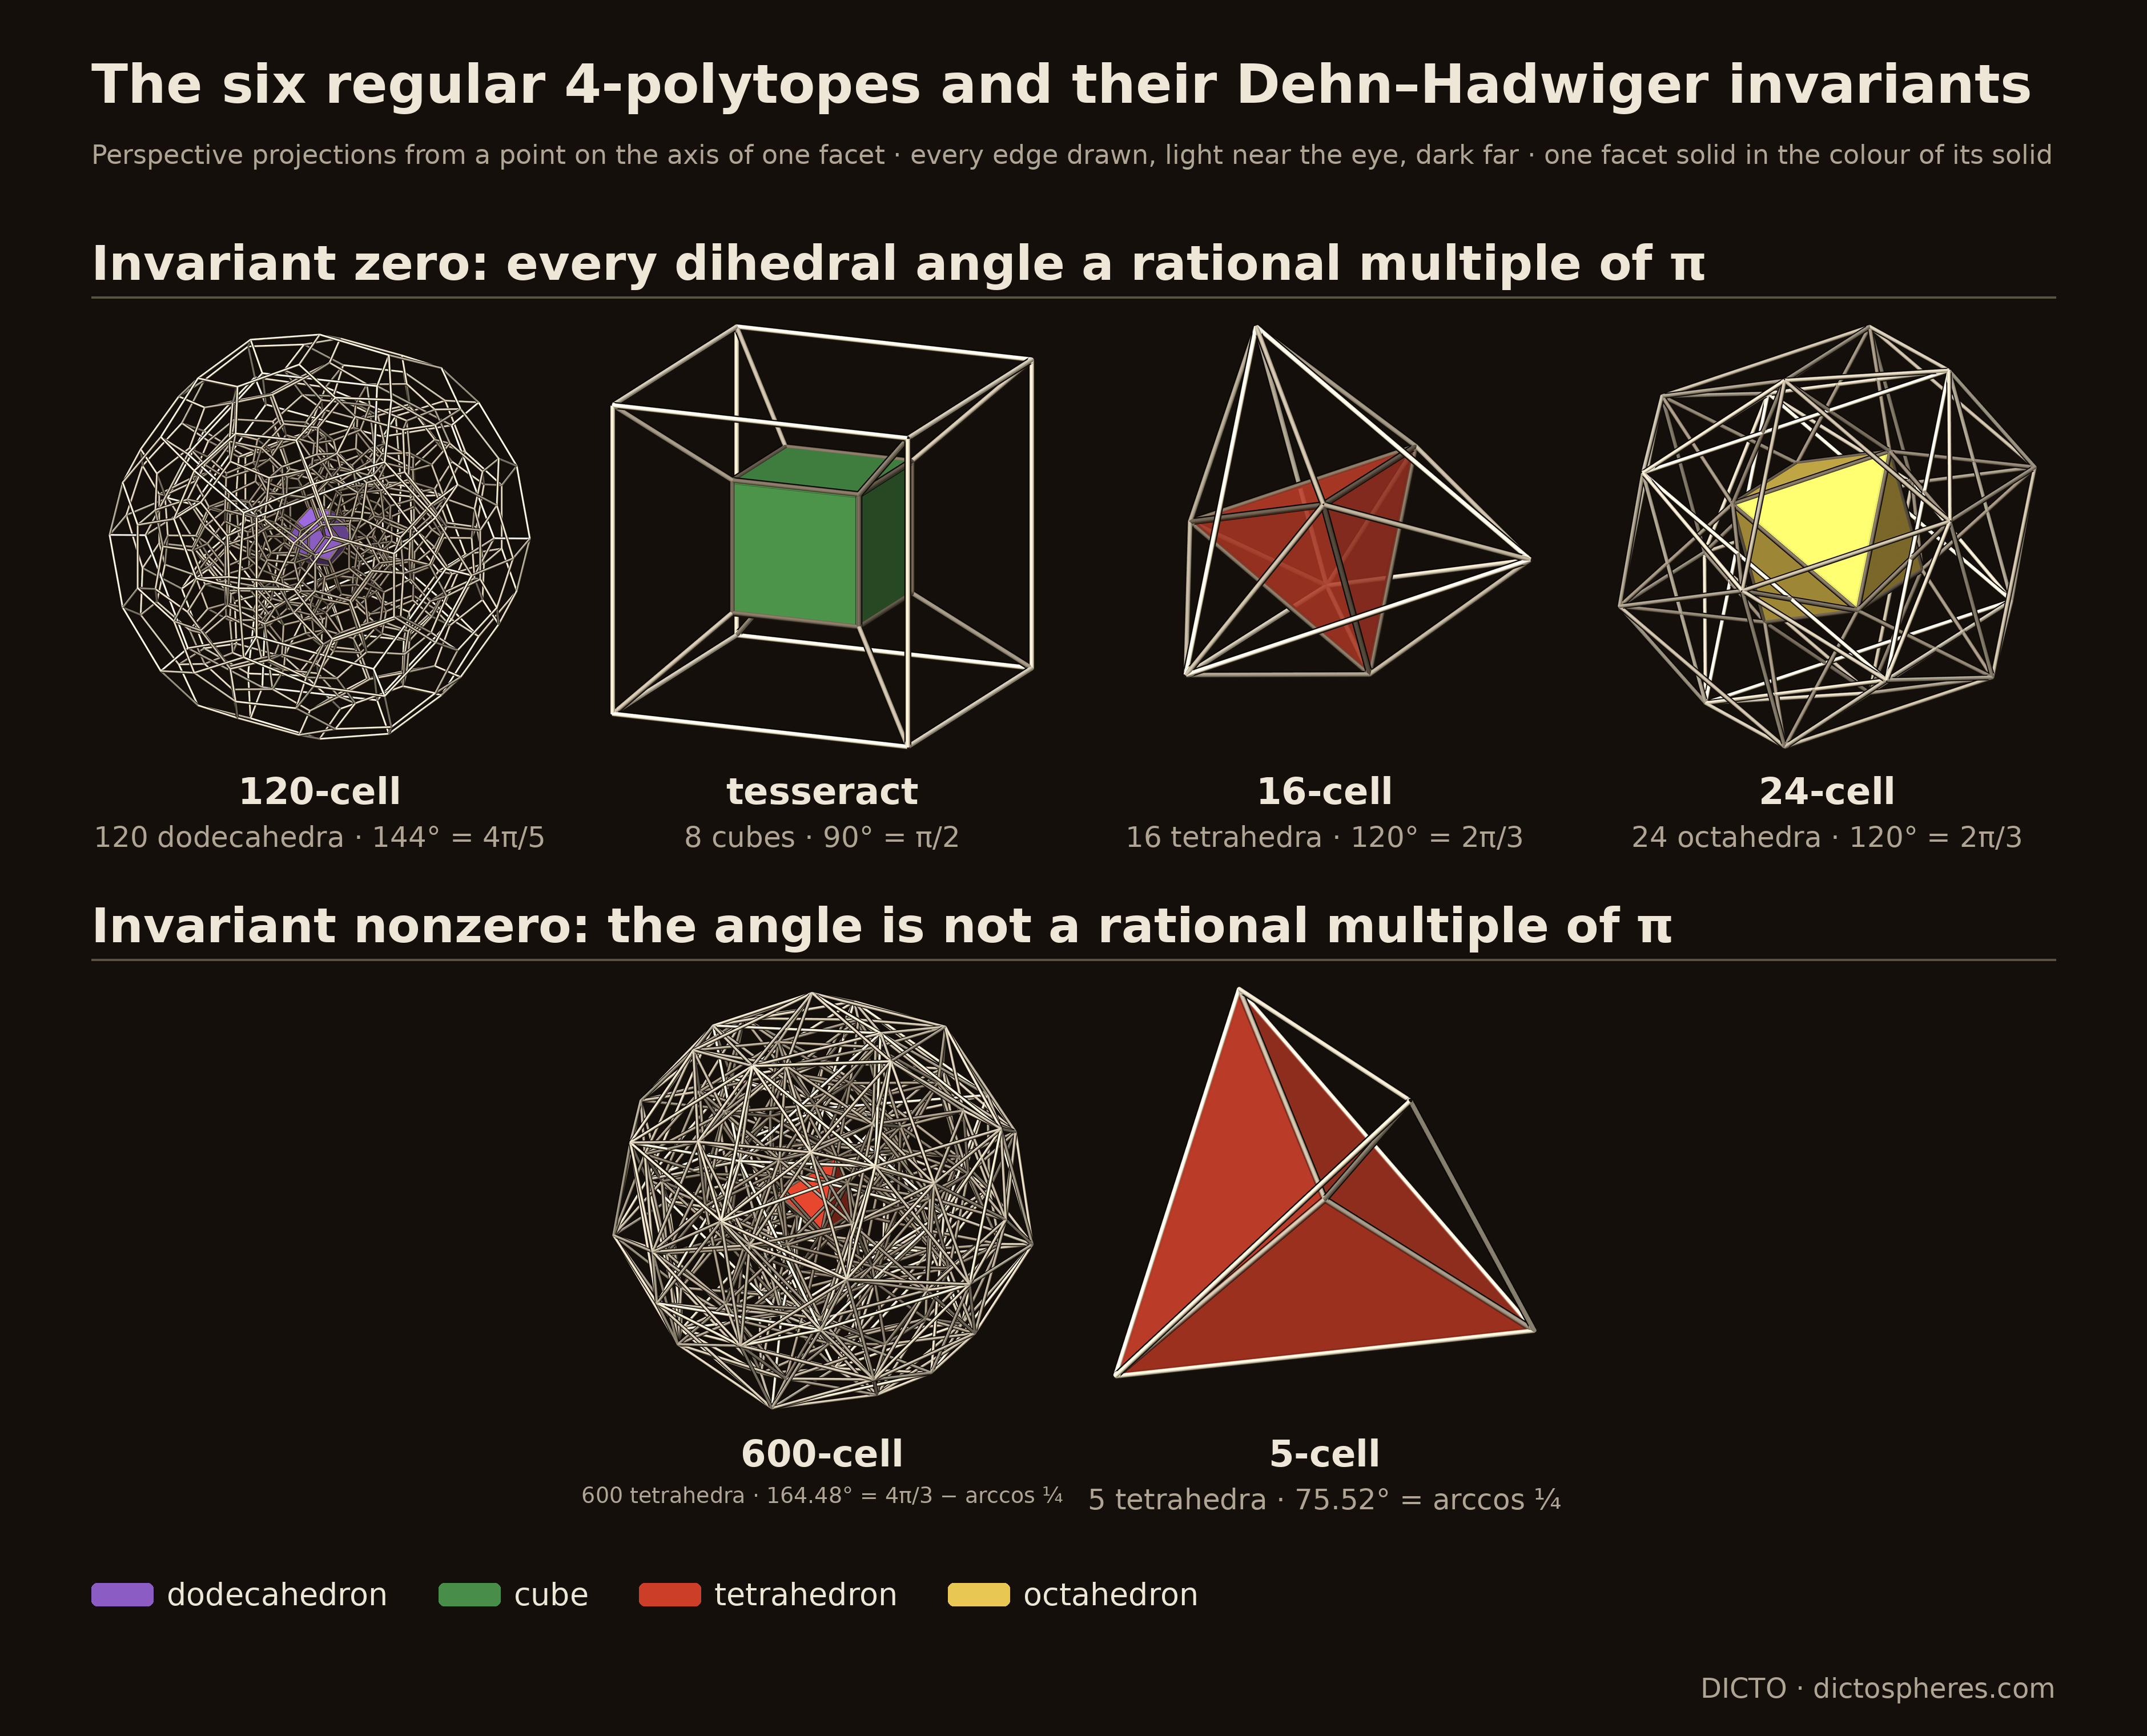 The six regular 4-polytopes and their Dehn–Hadwiger invariants
Perspective projections from a point on the axis of one facet · every edge drawn, light near the eye, dark far · one facet solid in the colour of its solid
Invariant zero: every dihedral angle a rational multiple of π
120-cell
120 dodecahedra · 144° = 4π/5
tesseract
8 cubes · 90° = π/2
16-cell
16 tetrahedra · 120° = 2π/3
24-cell
24 octahedra · 120° = 2π/3
Invariant nonzero: the angle is not a rational multiple of π
600-cell
600 tetrahedra · 164.48° = 4π/3 − arccos ¼
5-cell
5 tetrahedra · 75.52° = arccos ¼
dodecahedron
cube
tetrahedron
octahedron
DICTO · dictospheres.com